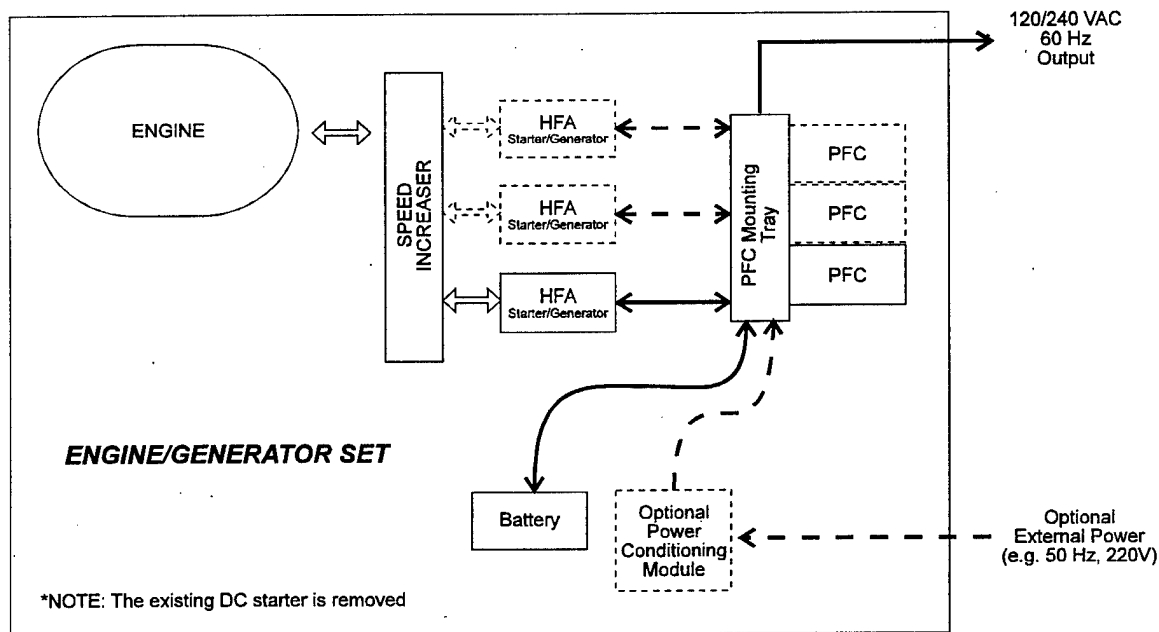 120/240 VAC
60 Hz
Output
ENGINE
SPEED
INCREASER
HFA
Starter/Generator
HFA
Starter/Generator
HFA
Starter/Generator
PFC Mounting
Tray
PFC
PFC
PFC
ENGINE/GENERATOR SET
Battery
Optional
Power
Conditioning
Module
Optional
External Power
(e.g. 50 Hz, 220V)
*NOTE: The existing DC starter is removed